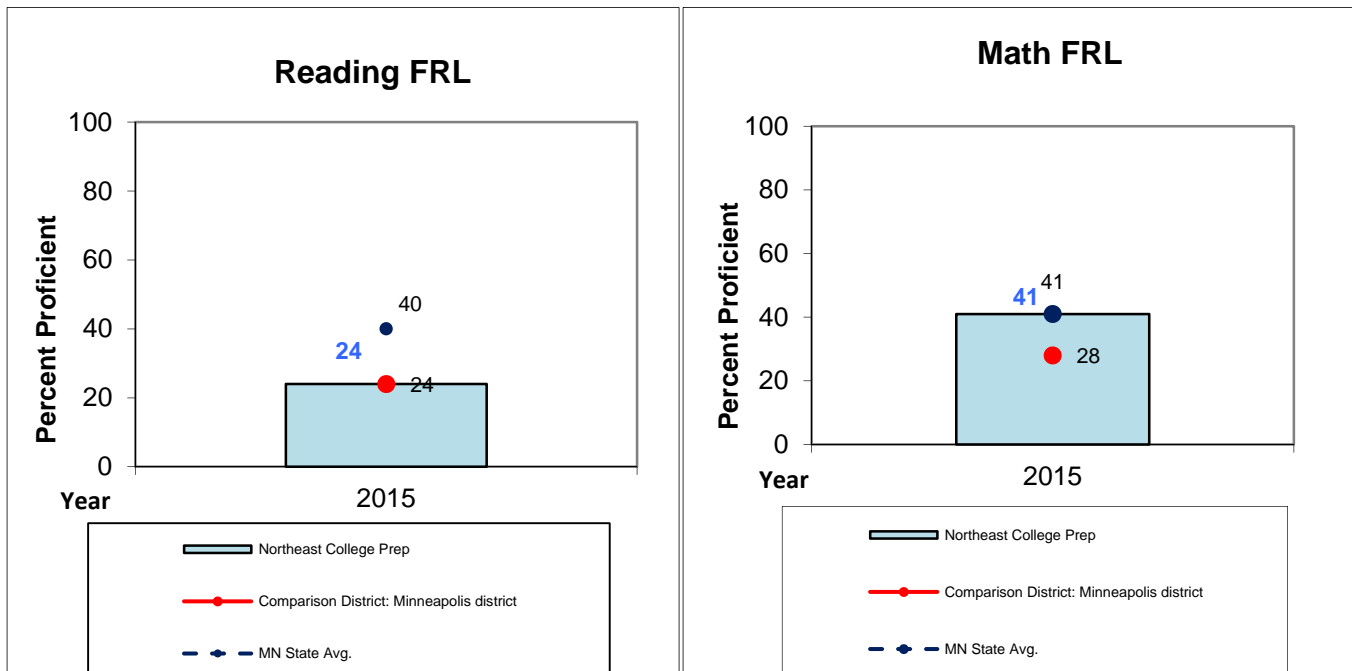 Reading FRL
Percent Proficient
100
80
60
40
20
0
40
24
24
Year
2015
Northeast College Prep
Comparison District: Minneapolis district
MN State Avg.
Math FRL
Percent Proficient
100
80
60
40
20
0
41
41
28
Year
2015
Northeast College Prep
Comparison District: Minneapolis district
MN State Avg.